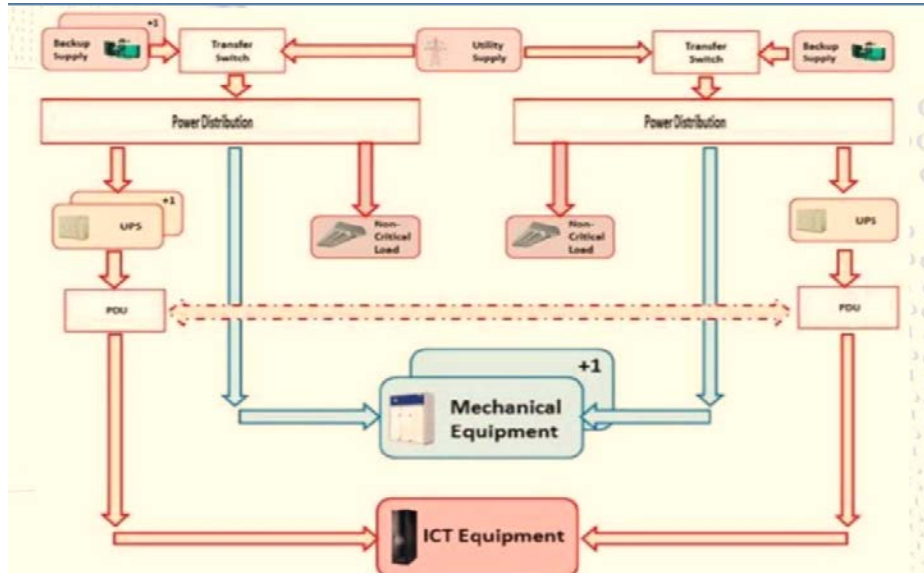 +1
Backup
Supply
Transfer
Switch
Utility
Supply
Transfer
Switch
Backup
Supply
Power Distribution
Power Distribution
+1
UPS
Non-
Critical
Load
Non-
Critical
Load
UPS
PDU
PDU
+1
Mechanical
Equipment
ICT Equipment